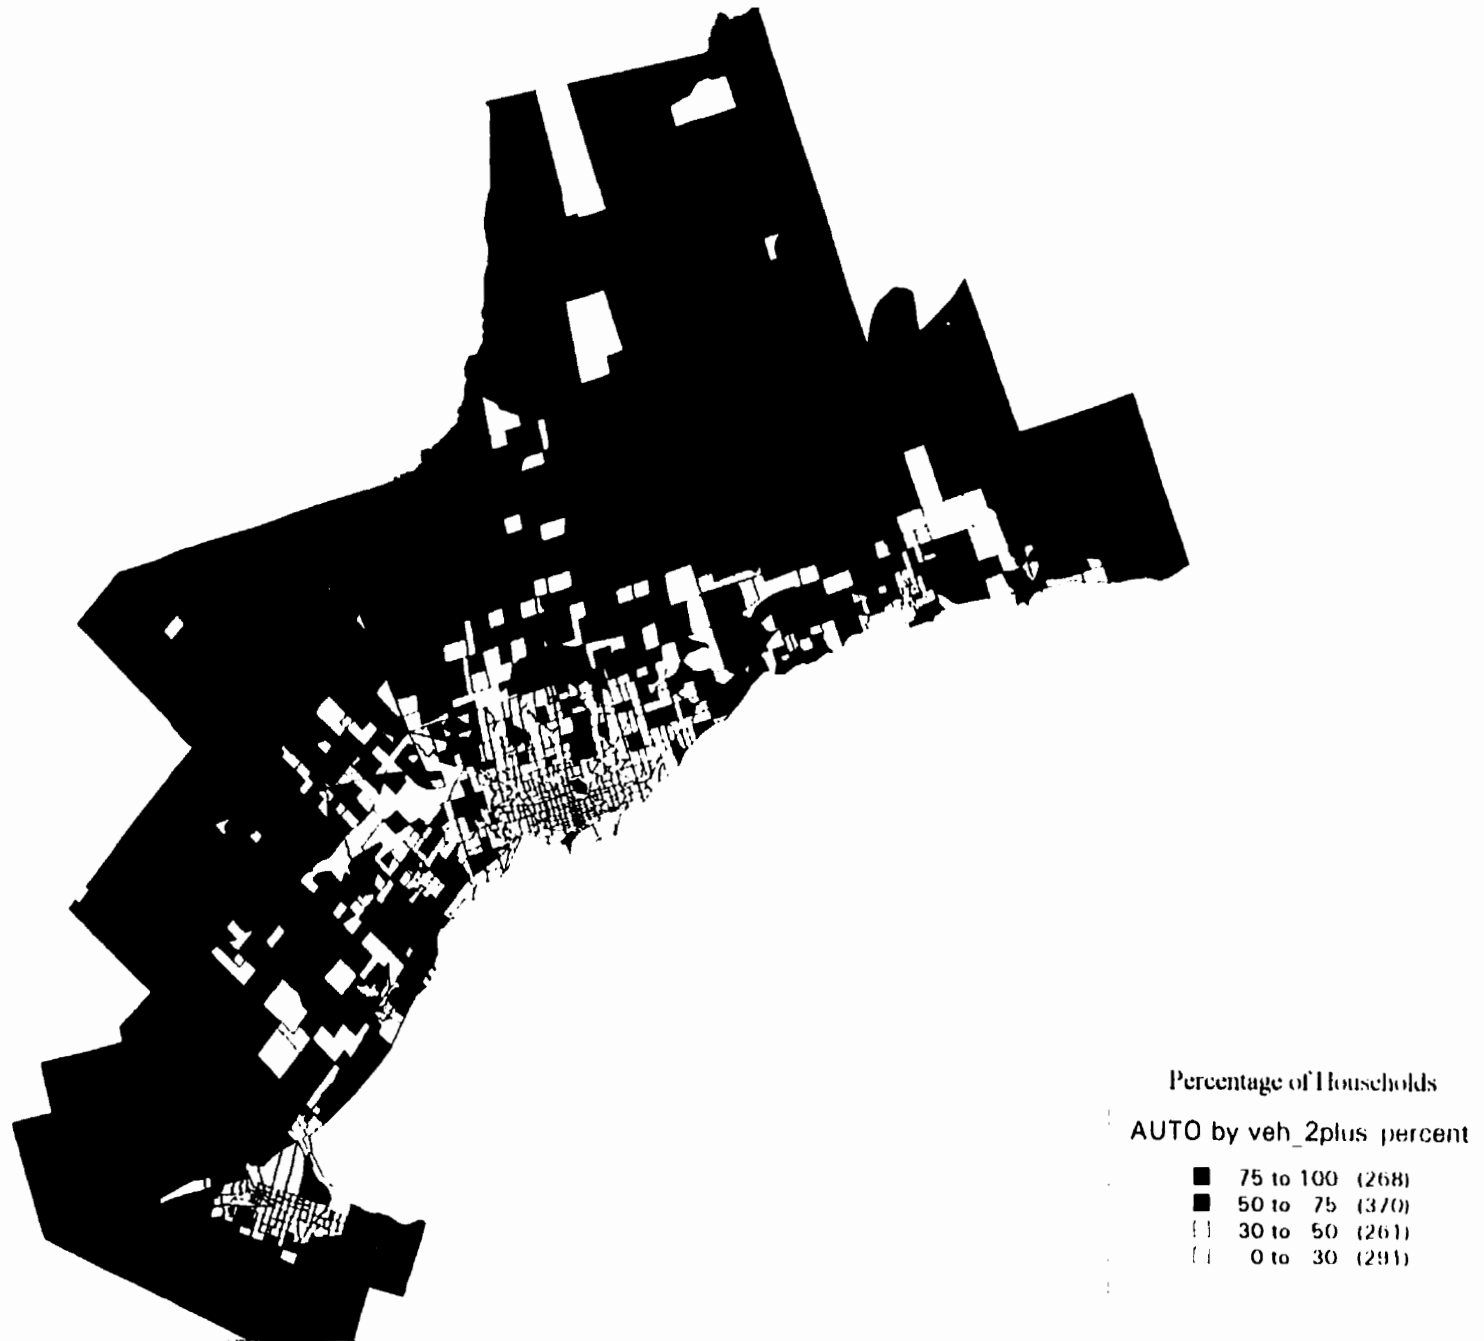 Percentage of Households
AUTO by veh_2plus percent
75 to 100 (268)
50 to 75 (370)
30 to 50 (261)
0 to 30 (291)